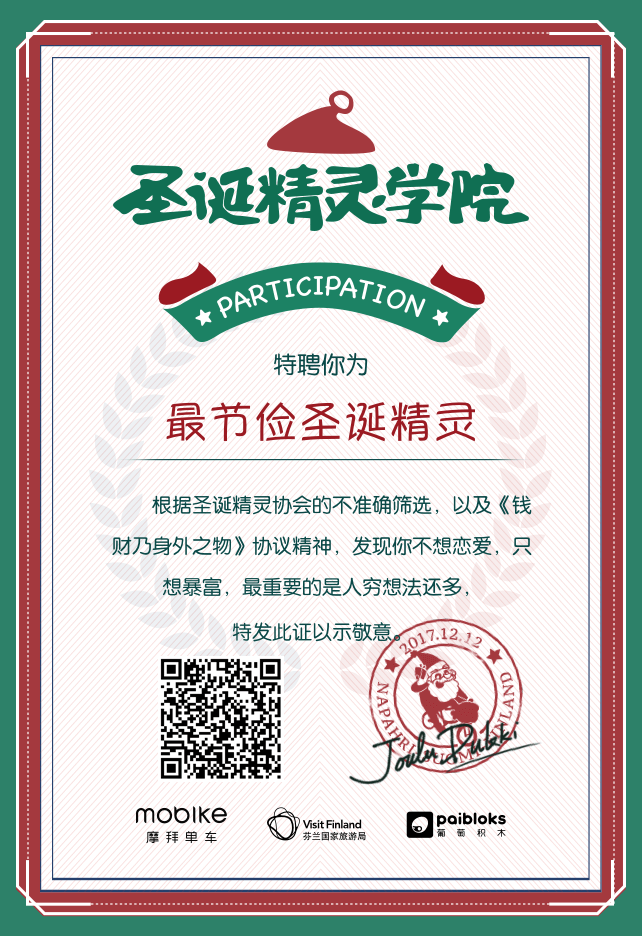 圣诞精灵学院
PARTICIPATION
特聘你为
最节俭圣诞精灵
根据圣诞精灵协会的不准确筛选，以及《钱
财乃身外之物》协议精神，发现你不想恋爱，只
想暴富，最重要的是人穷想法还多，
特发此证以示敬意。
2017.12.12
NAPAPIIRI SUOMI FINLAND
Joulu Pukki
mobike
摩拜单车
Visit Finland
芬兰国家旅游局
paibloks
葡萄积木